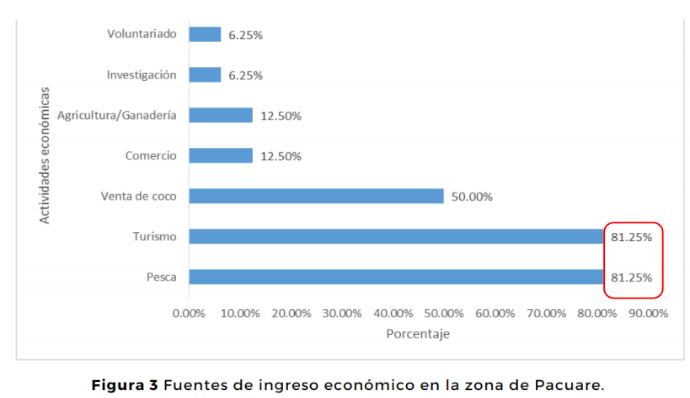 Voluntariado 6.25%
Investigación 6.25%
Agricultura/Ganadería 12.50%
Comercio 12.50%
Venta de coco 50.00%
Turismo 81.25%
Pesca 81.25%
Actividades económicas
0.00% 10.00% 20.00% 30.00% 40.00% 50.00% 60.00% 70.00% 80.00% 90.00%
Porcentaje
Figura 3 Fuentes de ingreso económico en la zona de Pacuare.